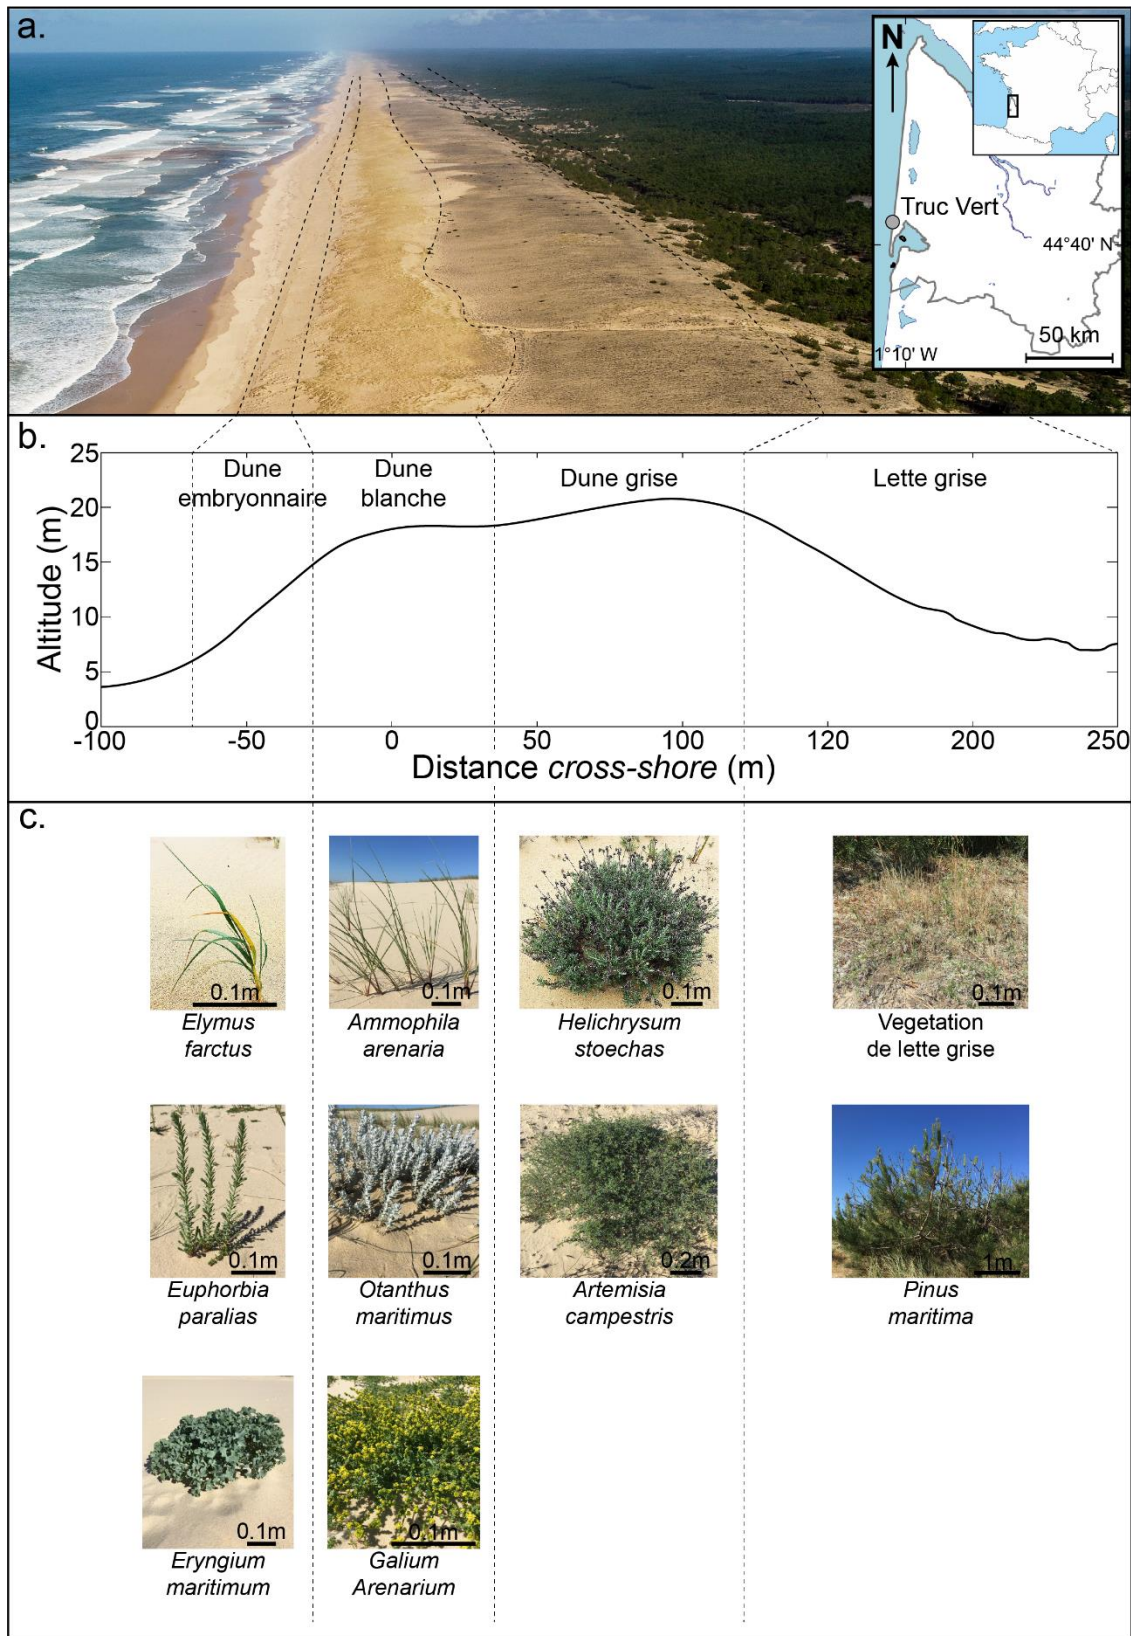 a.
N
Truc Vert
44°40' N
50 km
1°10' W
b.
25
20
15
10
5
0
Altitude (m)
Dune
embryonnaire
Dune
blanche
Dune grise
Lette grise
-100
-50
0
50
100
120
200
250
Distance cross-shore (m)
c.
0.1m
Elymus
farctus
0.1m
Ammophila
arenaria
0.1m
Helichrysum
stoechas
0.1m
Vegetation
de lette grise
0.1m
Euphorbia
paralias
0.1m
Otanthus
maritimus
0.2m
Artemisia
campestris
1m
Pinus
maritima
0.1m
Eryngium
maritimum
0.1m
Galium
Arenarium